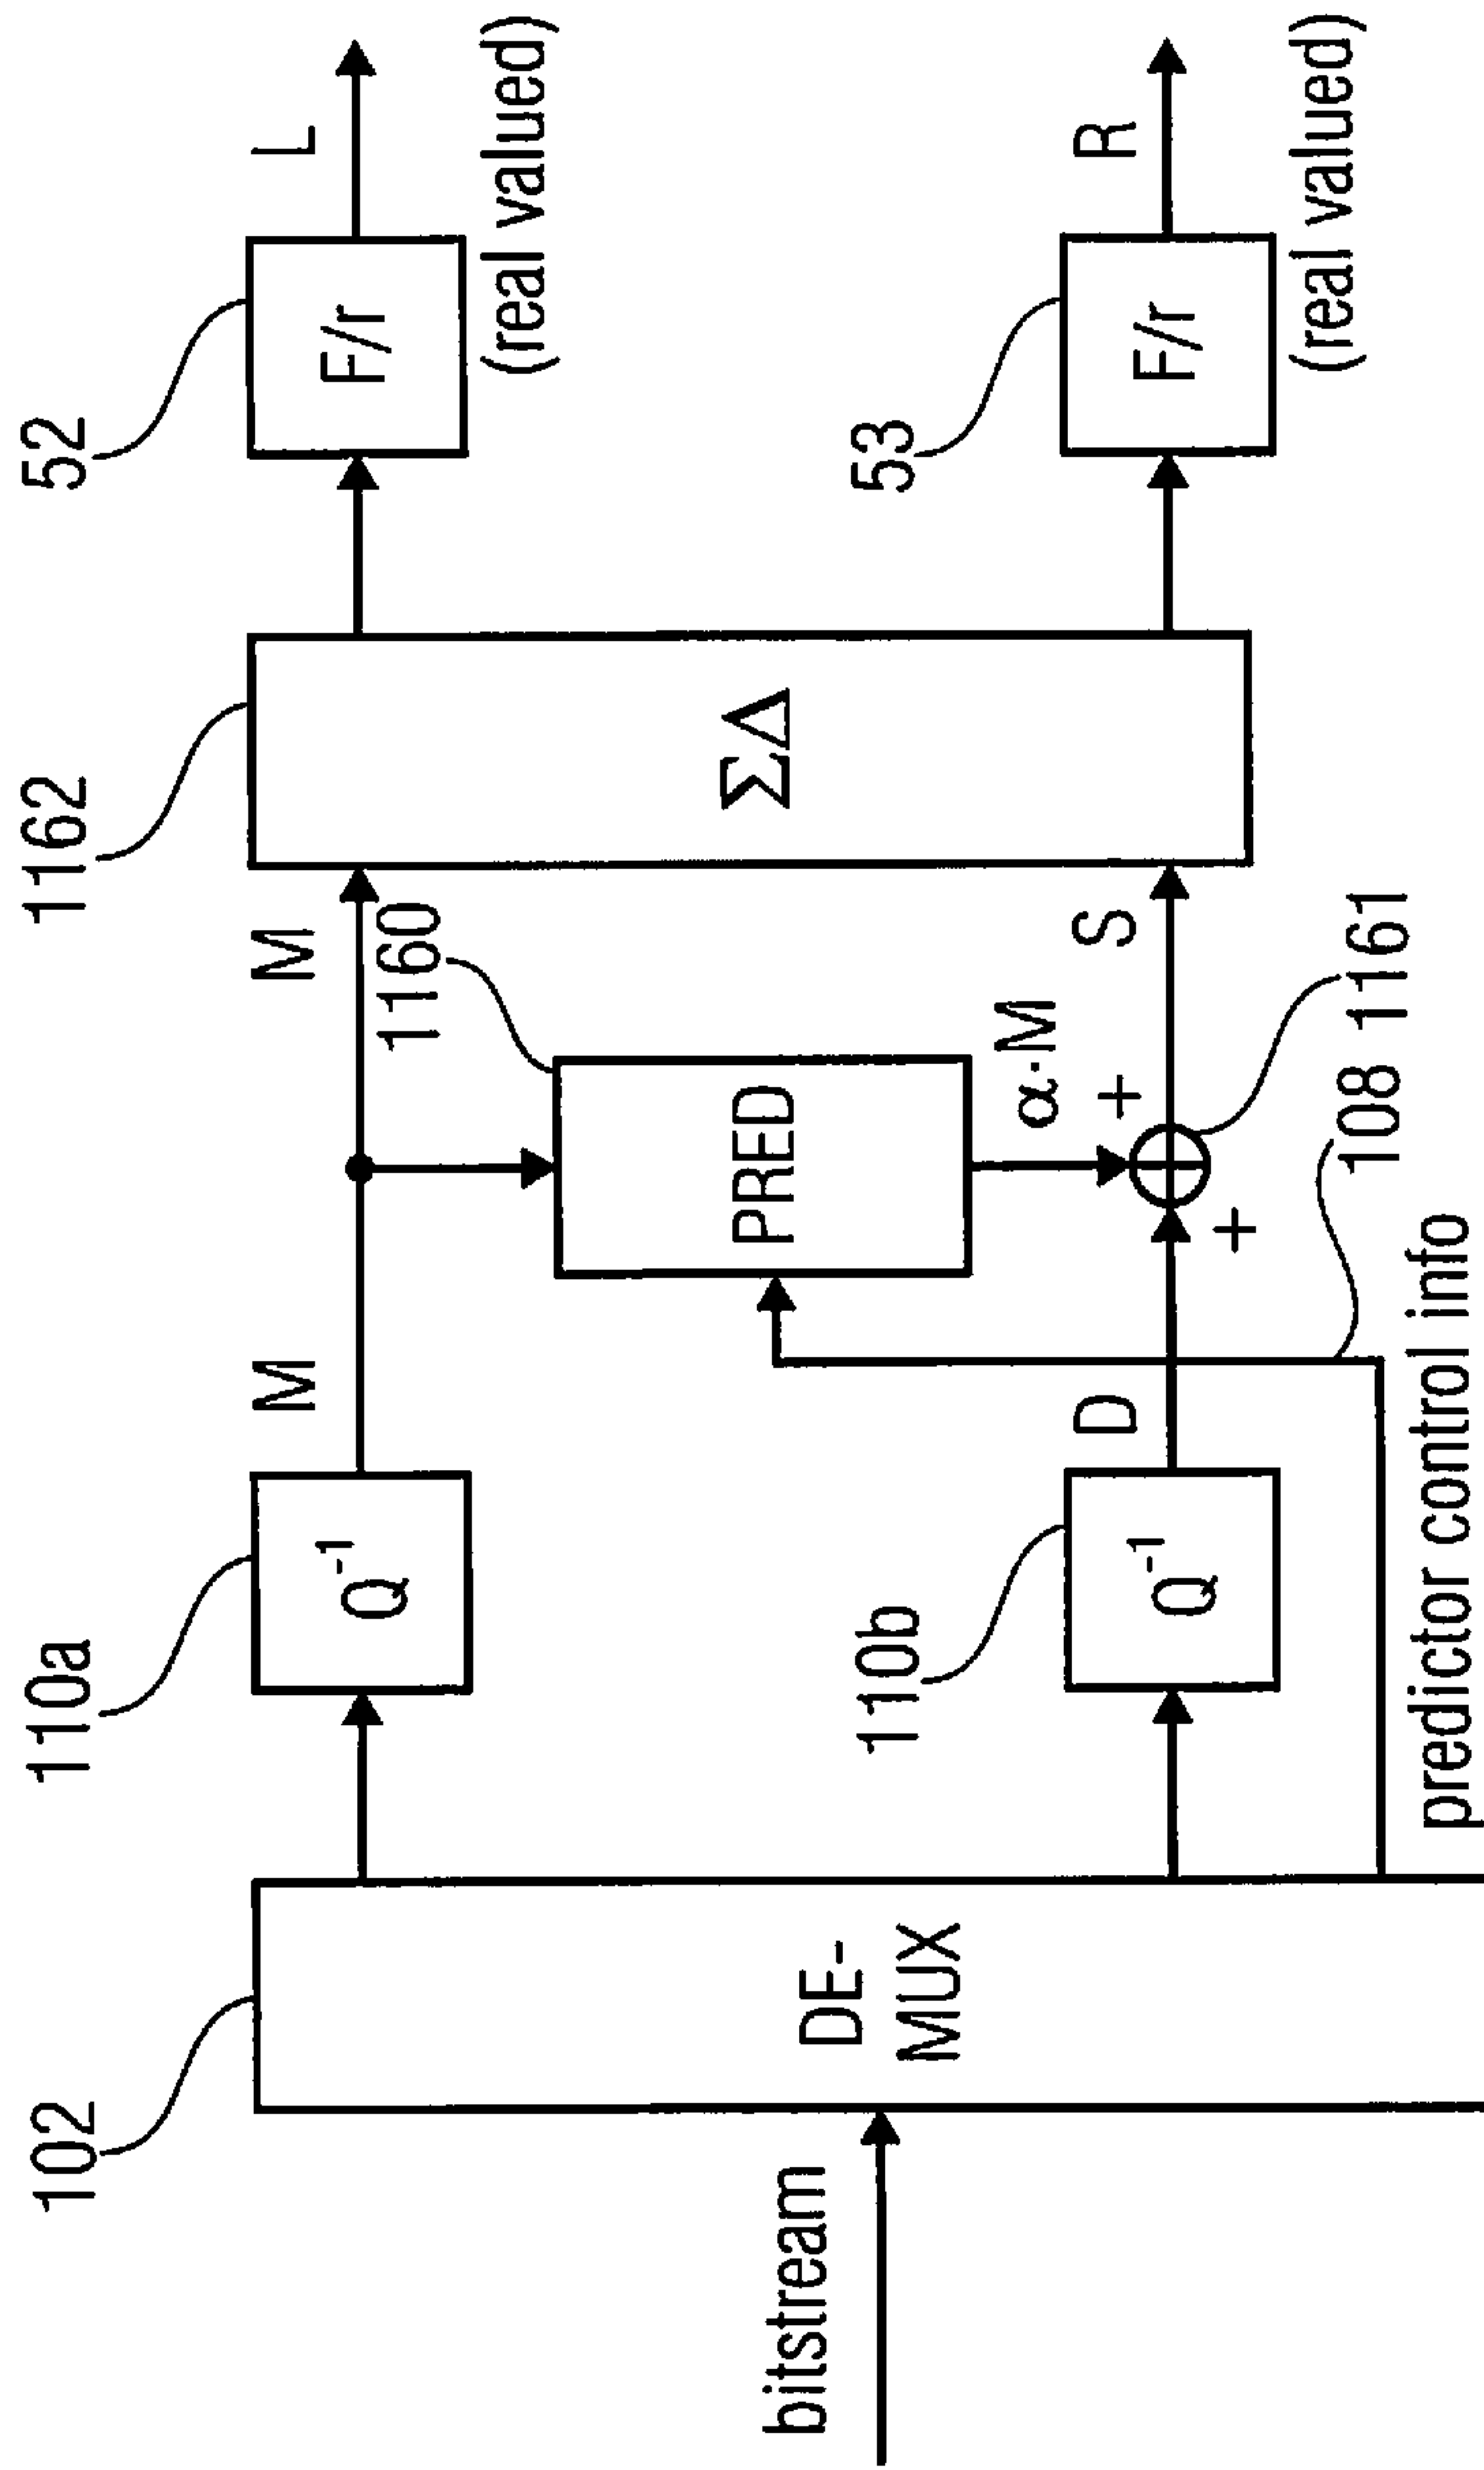 102
110a
1162
52
bitstream
DE-
MUX
Q-1
M
M
1160
PRED
ΣΔ
F/r
L
(real valued)
α·M
110b
53
Q-1
D
+
+
S
F/r
R
(real valued)
108
1161
predictor control info